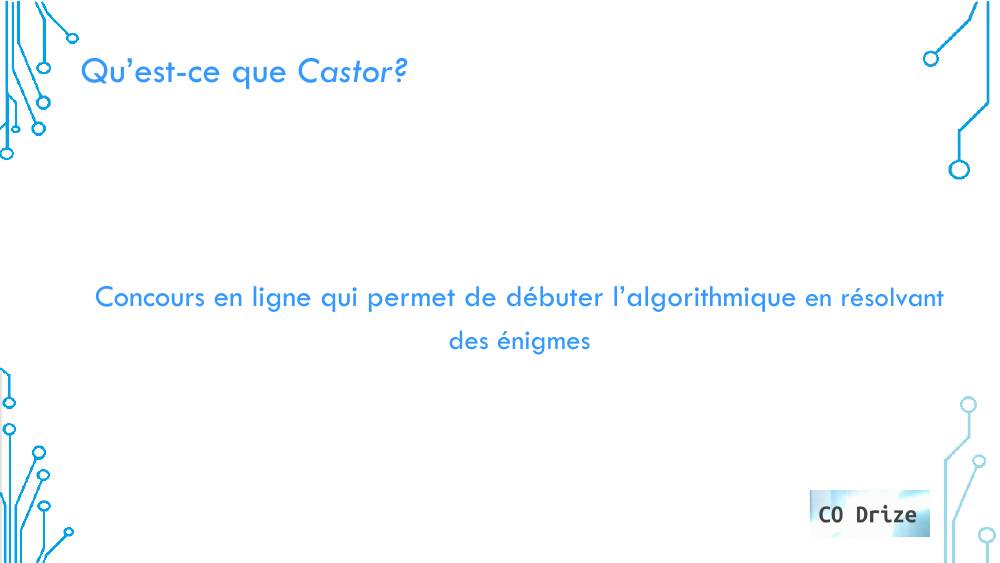 Qu’est-ce que Castor?
Concours en ligne qui permet de débuter l’algorithmique en résolvant
des énigmes
CO Drize